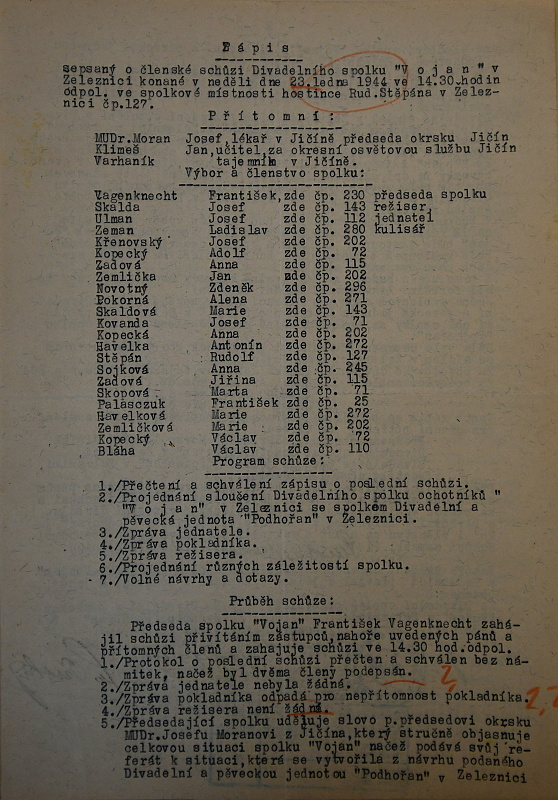 Zápis
sepsaný o členské schůzi Divadelního spolku "V o j a n" v
Železnici konané v neděli dne 23.ledna 1944 ve 14.30 hodin
odpol. ve spolkové místnosti hostince Rud.Štěpána v Želez-
nici čp.127.
Přítomni:
MUDr.Moran Josef,lékař v Jičíně předseda okrsku Jičín
Klimeš Jan,učitel,za okresní osvětovou službu Jičín
Varhaník tajemník v Jičíně.
Výbor a členstvo spolku:
Vagenknecht František,zde čp. 230 předseda spolku
Skalda Josef zde čp. 143 režiser,
Ulman Josef zde čp. 112 jednatel
Zeman Ladislav zde čp. 280 kulisář
Křenovský Josef zde čp. 202
Kopecký Adolf zde čp. 72
Zadová Anna zde čp. 115
Zemlička Jan zde čp. 202
Novotný Zdeněk zde čp. 296
Pokorná Alena zde čp. 271
Skaldová Marie zde čp. 143
Kovanda Josef zde čp. 71
Kopecká Anna zde čp. 202
Havelka Antonín zde čp. 272
Štěpán Rudolf zde čp. 127
Sojková Anna zde čp. 245
Zadová Jiřina zde čp. 115
Skopová Marta zde čp. 71
Palásczuk František zde čp. 25
Havelková Marie zde čp. 272
Zemličková Marie zde čp. 202
Kopecký Václav zde čp. 72
Bláha Václav zde čp. 110
Program schůze:
1./Přečtení a schválení zápisu o poslední schůzi.
2./Projednání sloušení Divadelního spolku ochotníků "
"V o j a n" v Železnici se spolkem Divadelní a
pěvecká jednota "Podhořan" v Železnici.
3./Zpráva jednatele.
4./Zpráva pokladníka.
5./Zpráva režisera.
6./Projednání různých záležitostí spolku.
7./Volné návrhy a dotazy.
Průběh schůze:
Předseda spolku "Vojan" František Vagenknecht zahá-
jil schůzi přivítáním zástupců,nahoře uvedených pánů a
přítomných členů a zahajuje schůzi ve 14.30 hod.odpol.
1./Protokol o poslední schůzi přečten a schválen bez ná-
mitek, načež byl dvěma členy podepsán.
2./Zpráva jednatele nebyla žádná.
3./Zpráva pokladníka odpadá pro nepřítomnost pokladníka.
4./Zpráva režisera není žádná.
5./Předsedající spolku uděluje slovo p.předsedovi okrsku
MUDr.Josefu Moranovi z Jičína,který stručně objasnuje
celkovou situaci spolku "Vojan" načež podává svůj re-
ferát k situaci,která se vytvořila z návrhu podaného
Divadelní a pěveckou jednotou "Podhořan" v Železnici